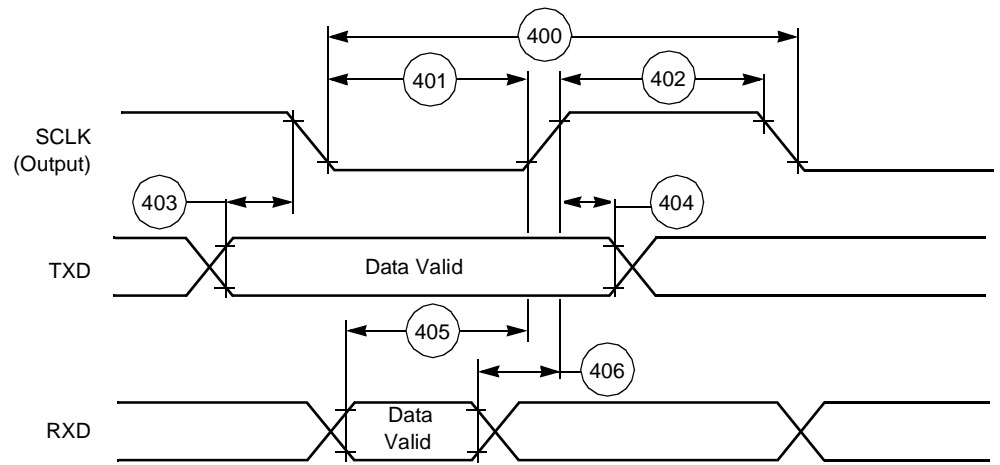 400
401
402
SCLK
(Output)
403
404
TXD
Data Valid
405
406
RXD
Data
Valid